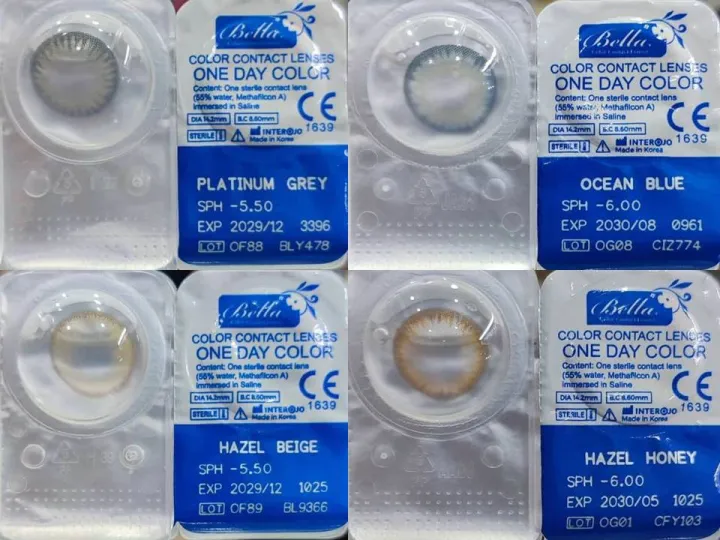 Bella
COLOR CONTACT LENSES
ONE DAY COLOR
Content: One sterile contact lens
(55% water, Methafilcon A)
Immersed in Saline
DIA 14.2mm B.C 8.60mm
CE 1639
STERILE INTEROJO
Made in Korea
PLATINUM GREY
SPH -5.50
EXP 2029/12 3396
LOT OF88 BLY478
Bella
COLOR CONTACT LENSES
ONE DAY COLOR
Content: One sterile contact lens
(55% water, Methafilcon A)
Immersed in Saline
DIA 14.2mm B.C 8.60mm
CE 1639
STERILE INTEROJO
Made in Korea
OCEAN BLUE
SPH -6.00
EXP 2030/08 0961
LOT OG08 CIZ774
Bella
COLOR CONTACT LENSES
ONE DAY COLOR
Content: One sterile contact lens
(55% water, Methafilcon A)
Immersed in Saline
DIA 14.2mm B.C 8.60mm
CE 1639
STERILE INTEROJO
Made in Korea
HAZEL BEIGE
SPH -5.50
EXP 2029/12 1025
LOT OF89 BL9366
Bella
COLOR CONTACT LENSES
ONE DAY COLOR
Content: One sterile contact lens
(55% water, Methafilcon A)
Immersed in Saline
DIA 14.2mm B.C 8.60mm
CE 1639
STERILE INTEROJO
Made in Korea
HAZEL HONEY
SPH -6.00
EXP 2030/05 1025
LOT OG01 CFY103